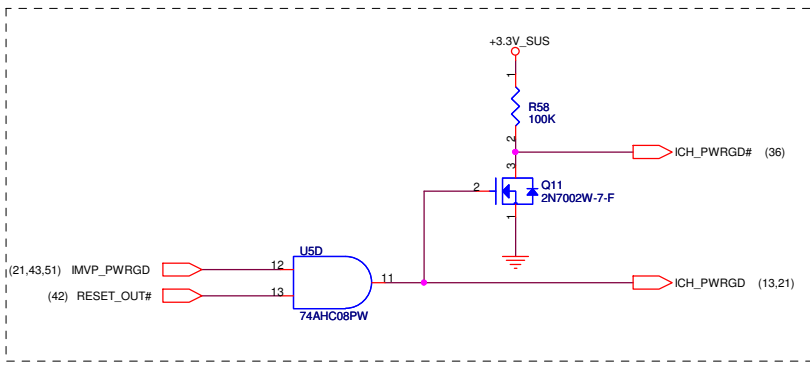 +3.3V_SUS
1
R58
100K
2
ICH_PWRGD# (36)
3
Q11
2
2N7002W-7-F
1
U5D
(21,43,51) IMVP_PWRGD
12
11
ICH_PWRGD (13,21)
(42) RESET_OUT#
13
74AHC08PW